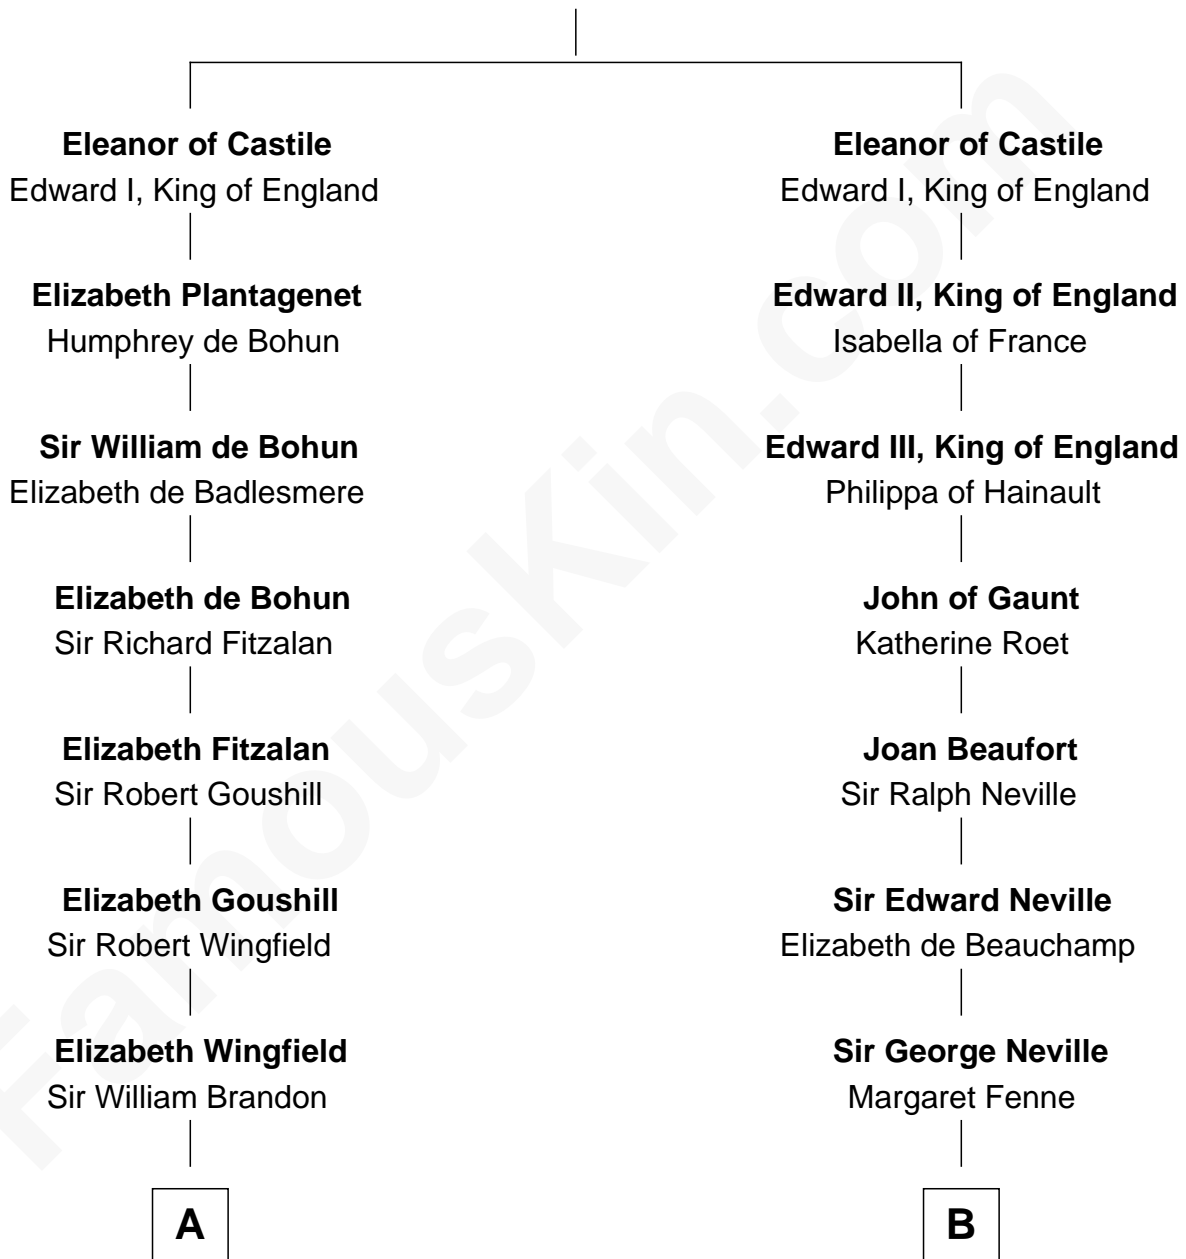 Eleanor of Castile
Edward I, King of England
Elizabeth Plantagenet
Humphrey de Bohun
Sir William de Bohun
Elizabeth de Badlesmere
Elizabeth de Bohun
Sir Richard Fitzalan
Elizabeth Fitzalan
Sir Robert Goushill
Elizabeth Goushill
Sir Robert Wingfield
Elizabeth Wingfield
Sir William Brandon
A
Eleanor of Castile
Edward I, King of England
Edward II, King of England
Isabella of France
Edward III, King of England
Philippa of Hainault
John of Gaunt
Katherine Roet
Joan Beaufort
Sir Ralph Neville
Sir Edward Neville
Elizabeth de Beauchamp
Sir George Neville
Margaret Fenne
B
FamousKin.com